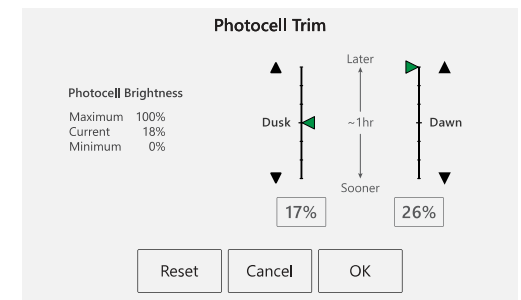 Photocell Trim
Later
Photocell Brightness
Maximum 100%
Current 18%
Minimum 0%
Dusk
~1hr
Dawn
Sooner
17%
26%
Reset
Cancel
OK